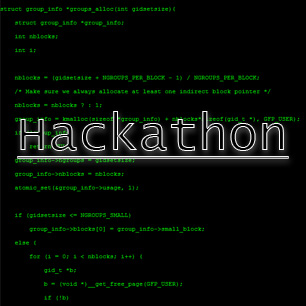 struct group_info *groups_alloc(int gidsetsize){
struct group_info *group_info;
int nblocks;
int i;
nblocks = (gidsetsize + NGROUPS_PER_BLOCK - 1) / NGROUPS_PER_BLOCK;
/* Make sure we always allocate at least one indirect block pointer */
nblocks = nblocks ? : 1;
group_info = kmalloc(sizeof(*group_info) + nblocks*sizeof(gid_t *), GFP_USER);
Hackathon
group_info->ngroups = gidsetsize;
group_info->nblocks = nblocks;
atomic_set(&group_info->usage, 1);
if (gidsetsize <= NGROUPS_SMALL)
group_info->blocks[0] = group_info->small_block;
else {
for (i = 0; i < nblocks; i++) {
gid_t *b;
b = (void *)__get_free_page(GFP_USER);
if (!b)